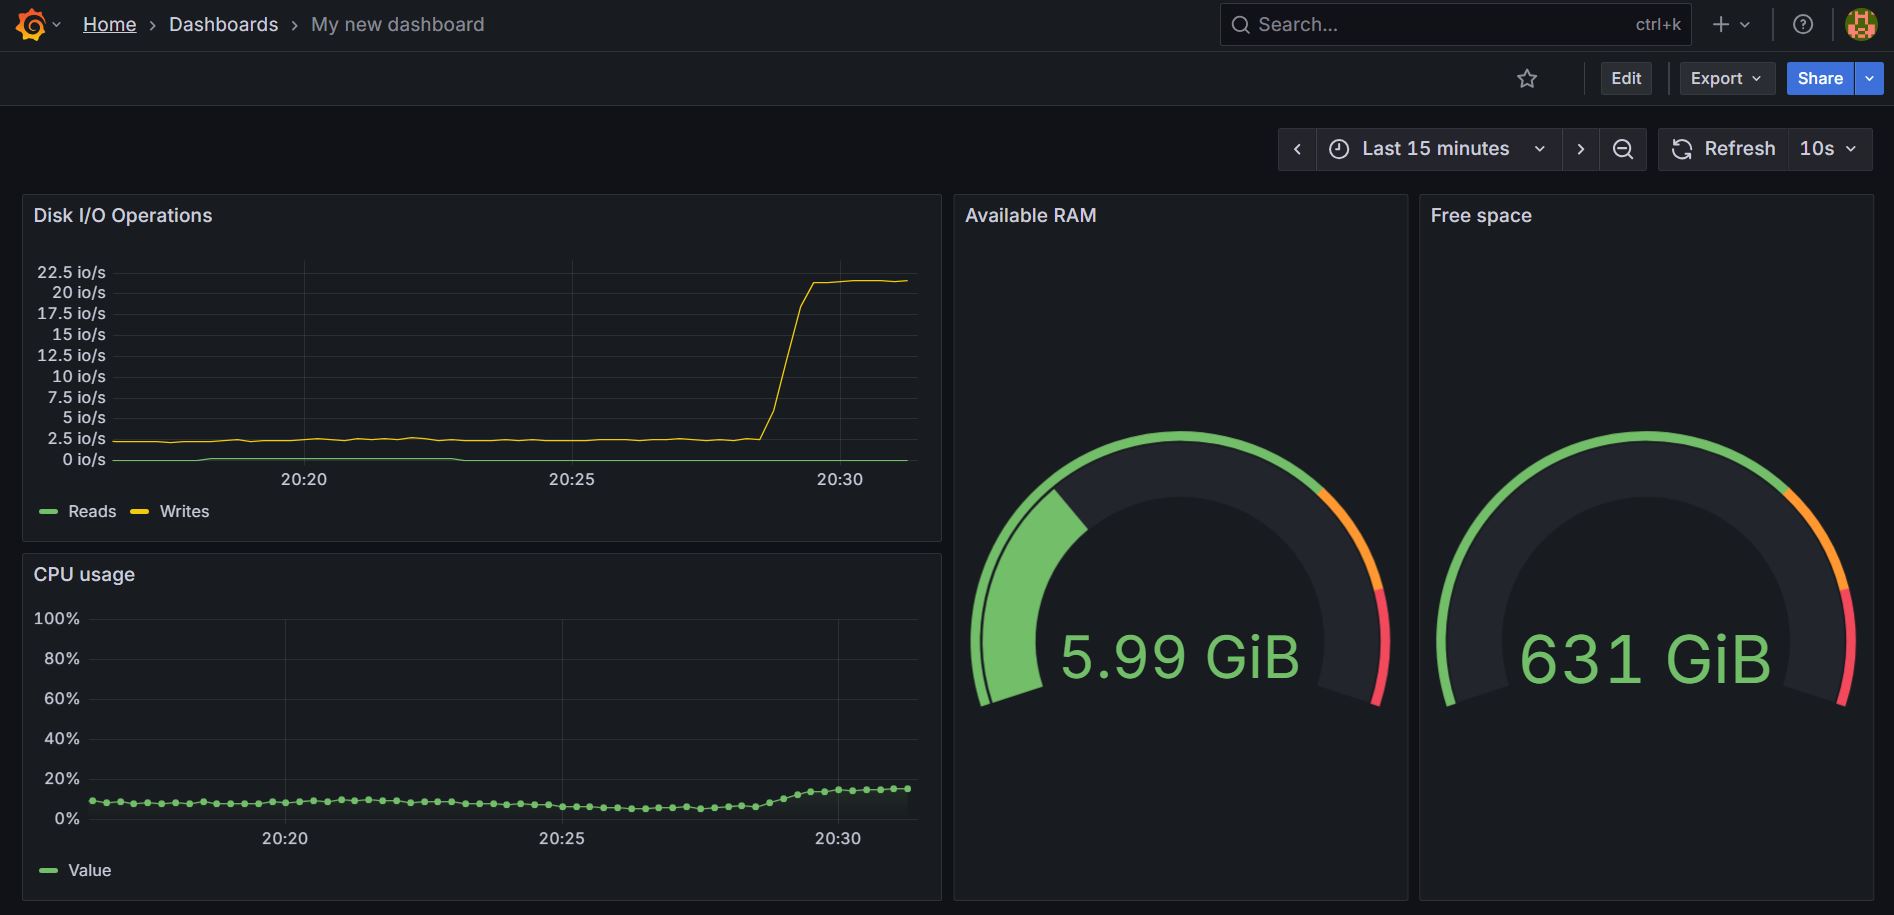 Home > Dashboards > My new dashboard
Search... ctrl+k
Edit Export Share
Last 15 minutes Refresh 10s
Disk I/O Operations
22.5 io/s
20 io/s
17.5 io/s
15 io/s
12.5 io/s
10 io/s
7.5 io/s
5 io/s
2.5 io/s
0 io/s
20:20 20:25 20:30
Reads Writes
CPU usage
100%
80%
60%
40%
20%
0%
20:20 20:25 20:30
Value
Available RAM
5.99 GiB
Free space
631 GiB